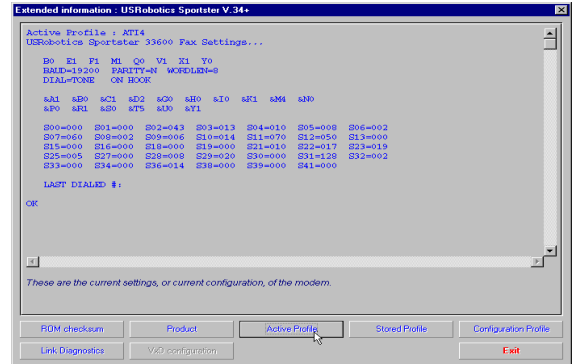 Extended information : USRobotics Sportster V.34+
Active Profile : ATI4
USRobotics Sportster 33600 Fax Settings...
B0 E1 F1 M1 Q0 V1 X1 Y0
BAUD=19200 PARITY=N WORDLEN=8
DIAL=TONE ON HOOK
&A1 &B0 &C1 &D2 &G0 &H0 &I0 &K1 &M4 &N0
&P0 &R1 &S0 &T5 &U0 &Y1
S00=000 S01=000 S02=043 S03=013 S04=010 S05=008 S06=002
S07=060 S08=002 S09=006 S10=014 S11=070 S12=050 S13=000
S15=000 S16=000 S18=000 S19=000 S21=010 S22=017 S23=019
S25=005 S27=000 S28=008 S29=020 S30=000 S31=128 S32=002
S33=000 S34=000 S36=014 S38=000 S39=000 S41=000
LAST DIALED #:
OK
These are the current settings, or current configuration, of the modem.
ROM checksum Product Active Profile Stored Profile Configuration Profile
Link Diagnostics VxD configuration Exit